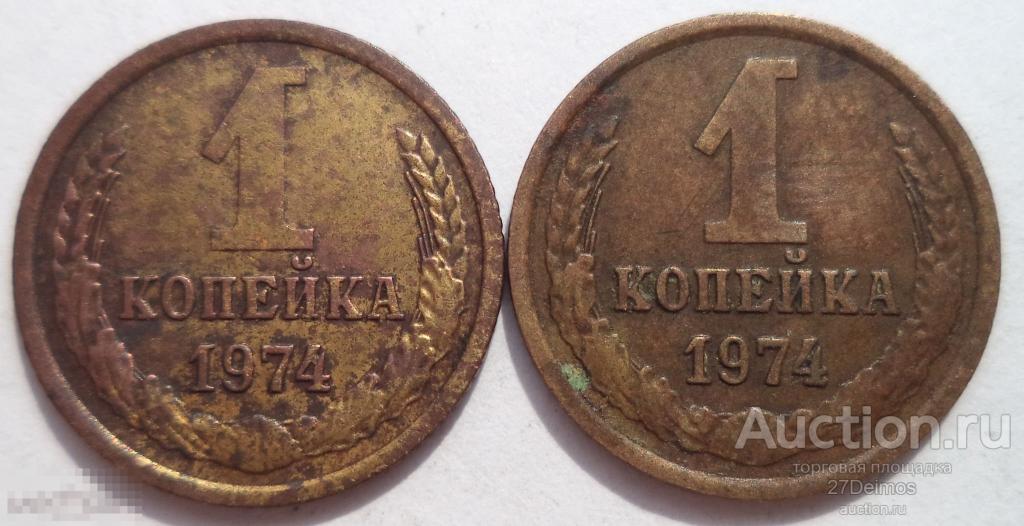 1
КОПЕЙКА
1974
1
КОПЕЙКА
1974
Auction.ru
торговая площадка
27Deimos
auction.ru